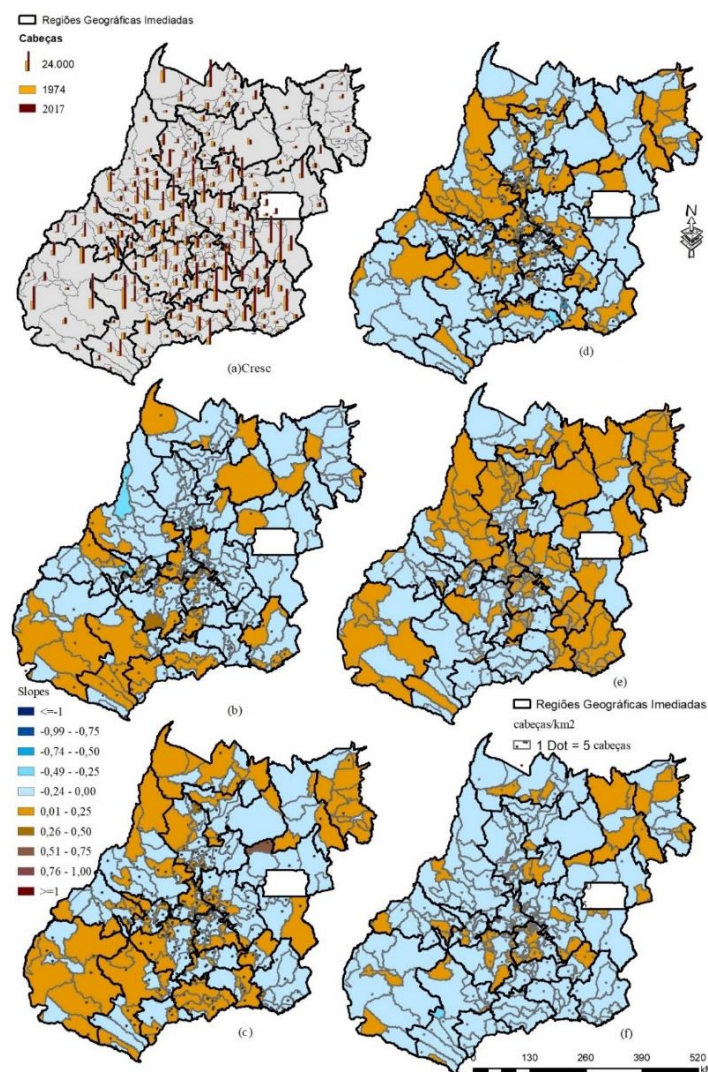 Regiões Geográficas Imediatas
Cabeças
24.000
1974
2017
(a)Cresc
N
(d)
(b)
(e)
Slopes
<=-1
-0,99 - -0,75
-0,74 - -0,50
-0,49 - -0,25
-0,24 - 0,00
0,01 - 0,25
0,26 - 0,50
0,51 - 0,75
0,76 - 1,00
>=1
(c)
Regiões Geográficas Imediatas
cabeças/km2
1 Dot = 5 cabeças
(f)
0 130 260 390 520